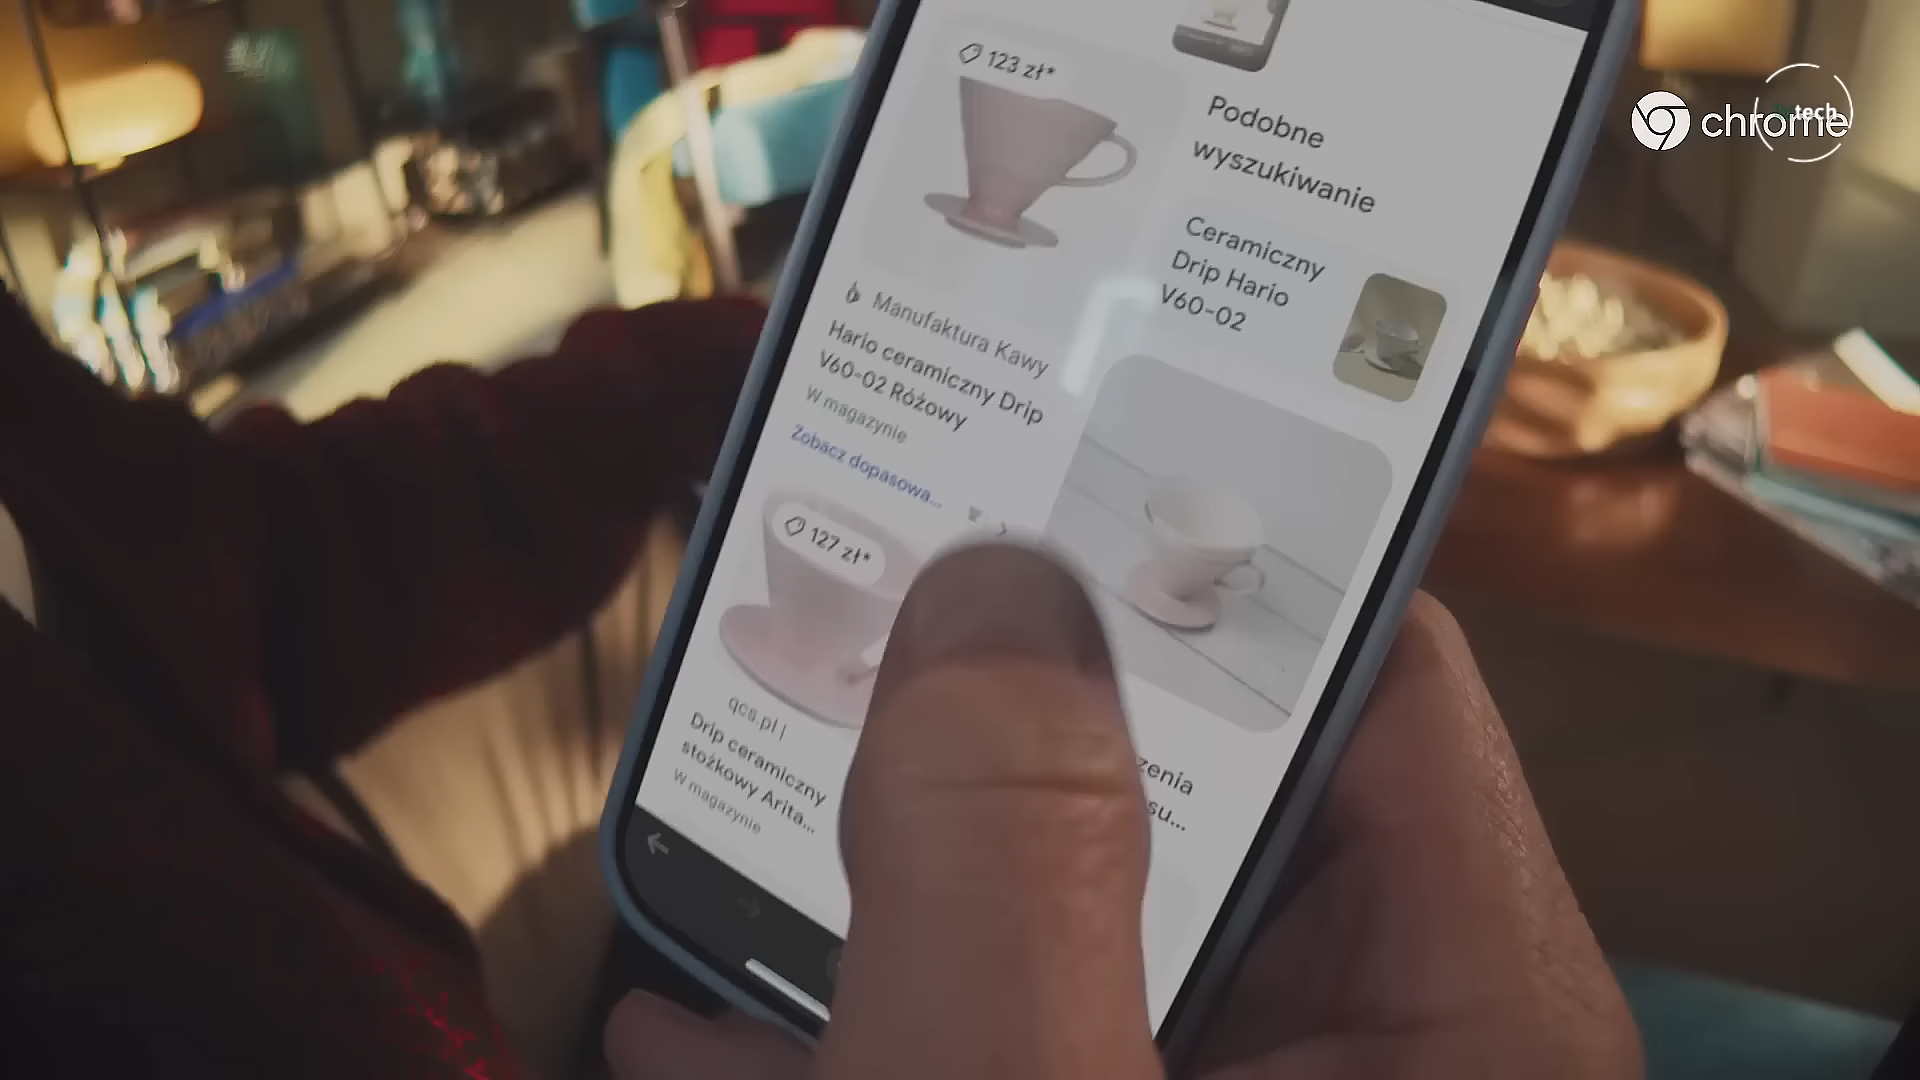 123 zł*
Manufaktura Kawy
Hario ceramiczny Drip
V60-02 Różowy
W magazynie
Zobacz dopasowa...
127 zł*
qcs.pl |
Drip ceramiczny
stożkowy Arita...
W magazynie
Podobne
wyszukiwanie
Ceramiczny
Drip Hario
V60-02
zenia
su...
chrome
tech